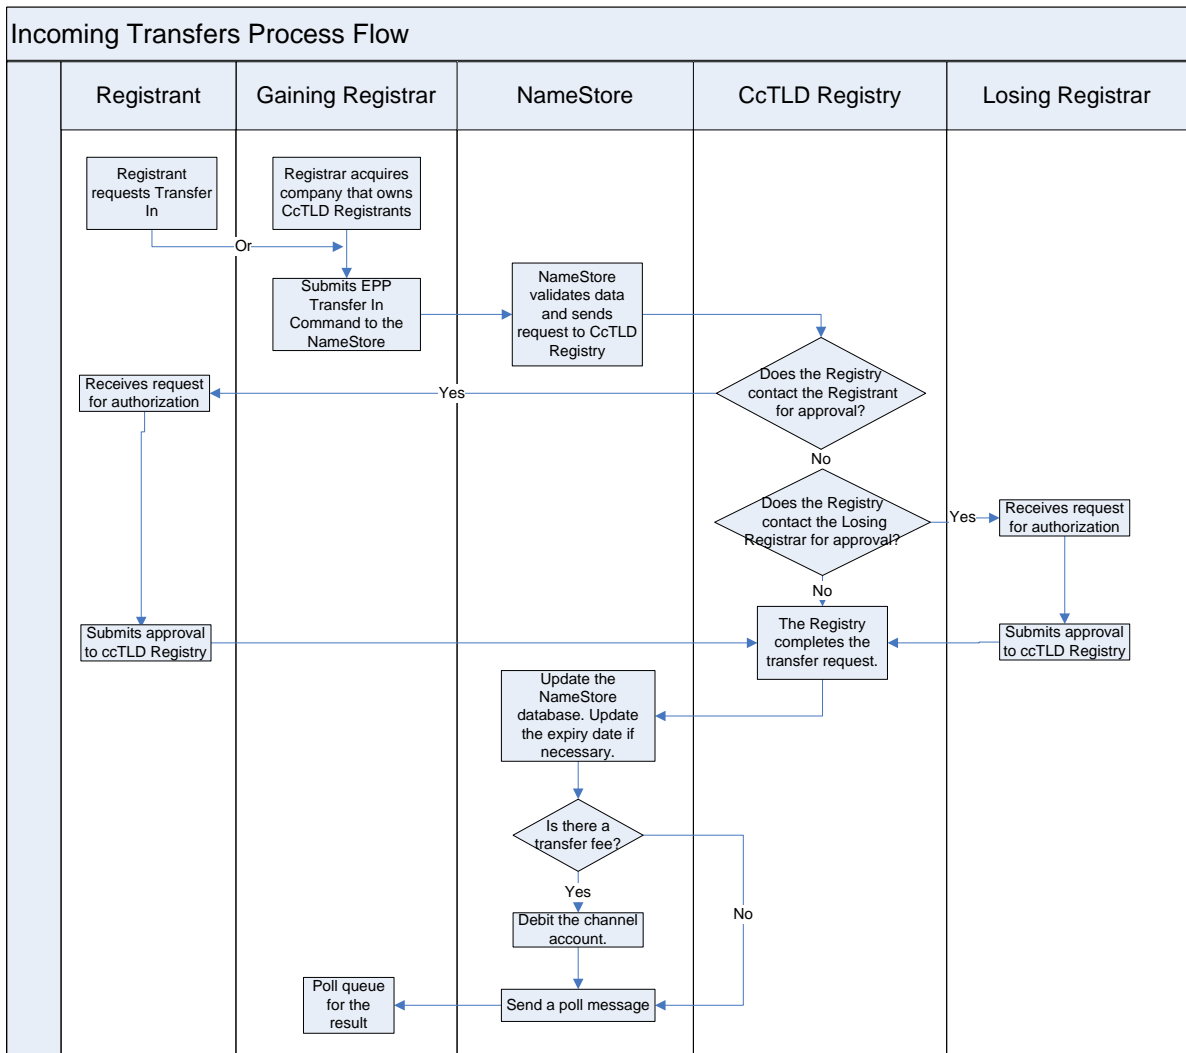 Incoming Transfers Process Flow
Registrant
Gaining Registrar
NameStore
CcTLD Registry
Losing Registrar
Registrant
requests Transfer
In
Registrar acquires
company that owns
CcTLD Registrants
Or
Submits EPP
Transfer In
Command to the
NameStore
NameStore
validates data
and sends
request to CcTLD
Registry
Does the Registry
contact the Registrant
for approval?
Yes
Receives request
for authorization
No
Does the Registry
contact the Losing
Registrar for approval?
Yes
Receives request
for authorization
No
Submits approval
to ccTLD Registry
The Registry
completes the
transfer request.
Submits approval
to ccTLD Registry
Update the
NameStore
database. Update
the expiry date if
necessary.
Is there a
transfer fee?
Yes
No
Debit the channel
account.
Send a poll message
Poll queue
for the
result